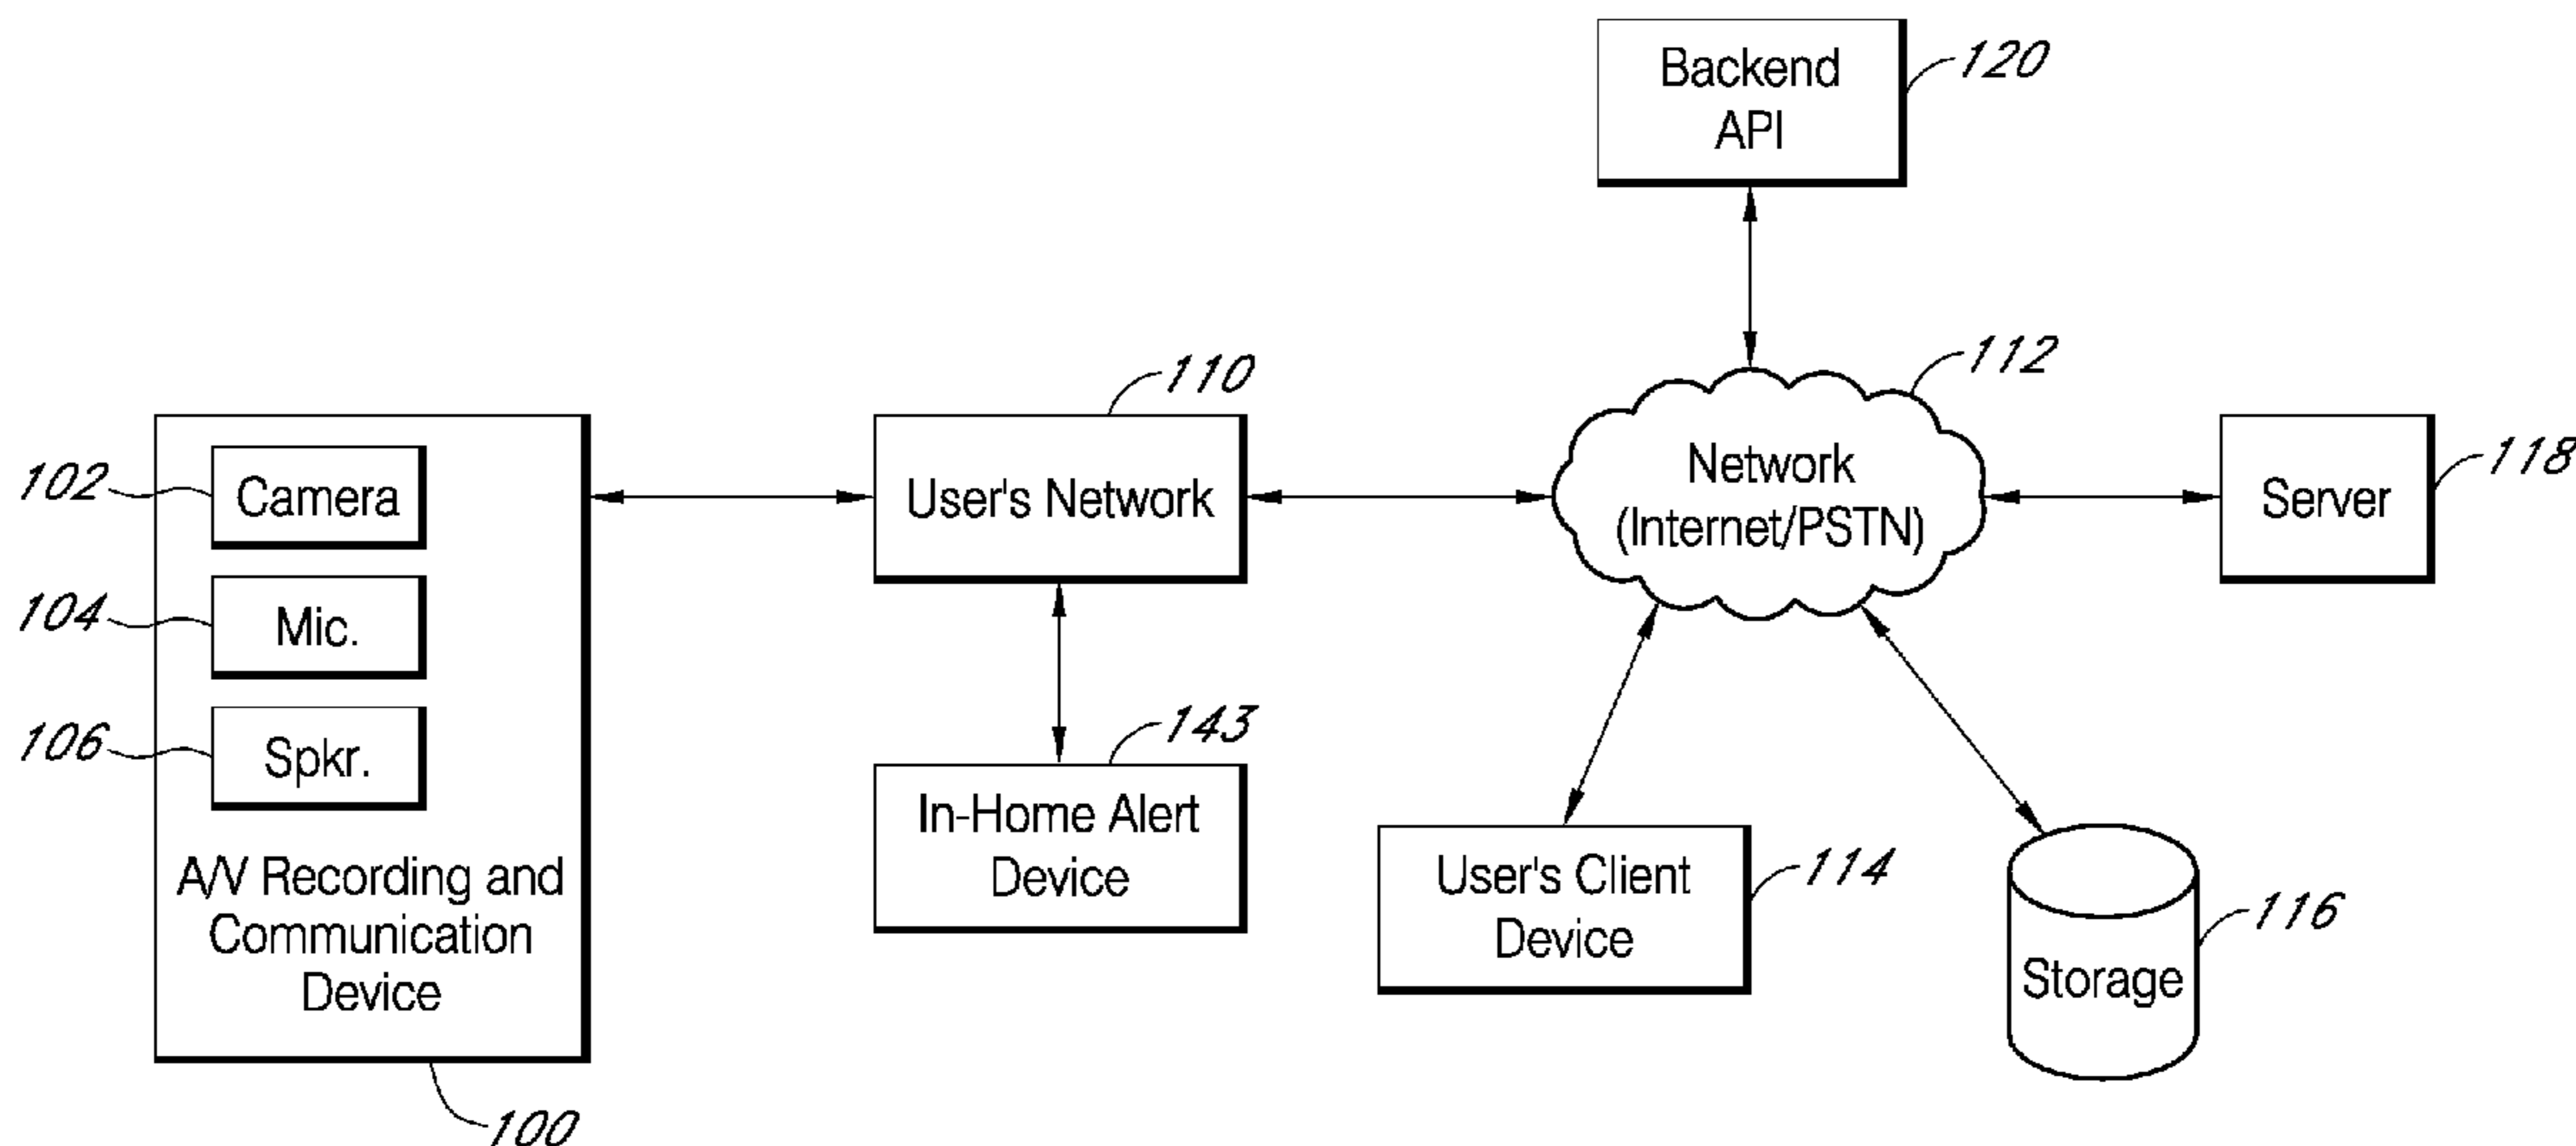 Backend
API
120
110
112
102
Camera
User's Network
Network
(Internet/PSTN)
Server
118
104
Mic.
106
Spkr.
143
In-Home Alert
Device
A/V Recording and
Communication
Device
User's Client
Device
114
116
Storage
100